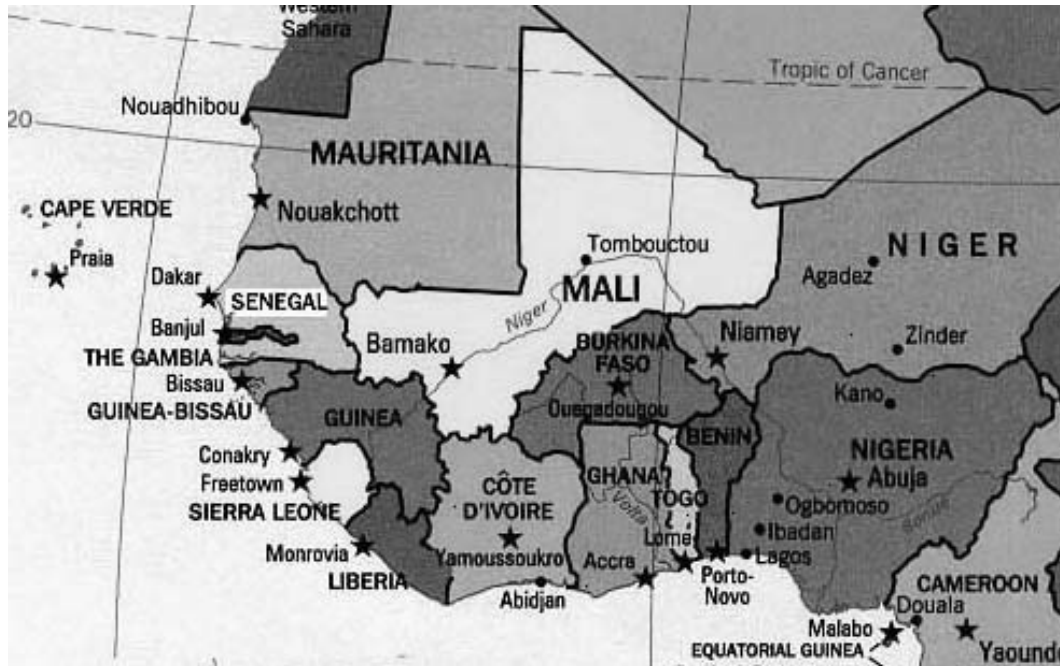 Western
Sahara
Tropic of Cancer
Nouadhibou
20
MAURITANIA
CAPE VERDE
Nouakchott
Praia
Tombouctou
NIGER
Agadez
Dakar
SENEGAL
MALI
Niger
Banjul
Bamako
BURKINA
FASO
Niamey
Zinder
THE GAMBIA
Bissau
GUINEA-BISSAU
Ouagadougou
Kano
GUINEA
BENIN
NIGERIA
Conakry
Freetown
SIERRA LEONE
CÔTE
D'IVOIRE
GHANA
TOGO
Volta
Abuja
Ogbomoso
Benue
Ibadan
Monrovia
Yamoussoukro
Lomé
Lagos
LIBERIA
Abidjan
Accra
Porto-
Novo
CAMEROON
Douala
Malabo
EQUATORIAL GUINEA
Yaound